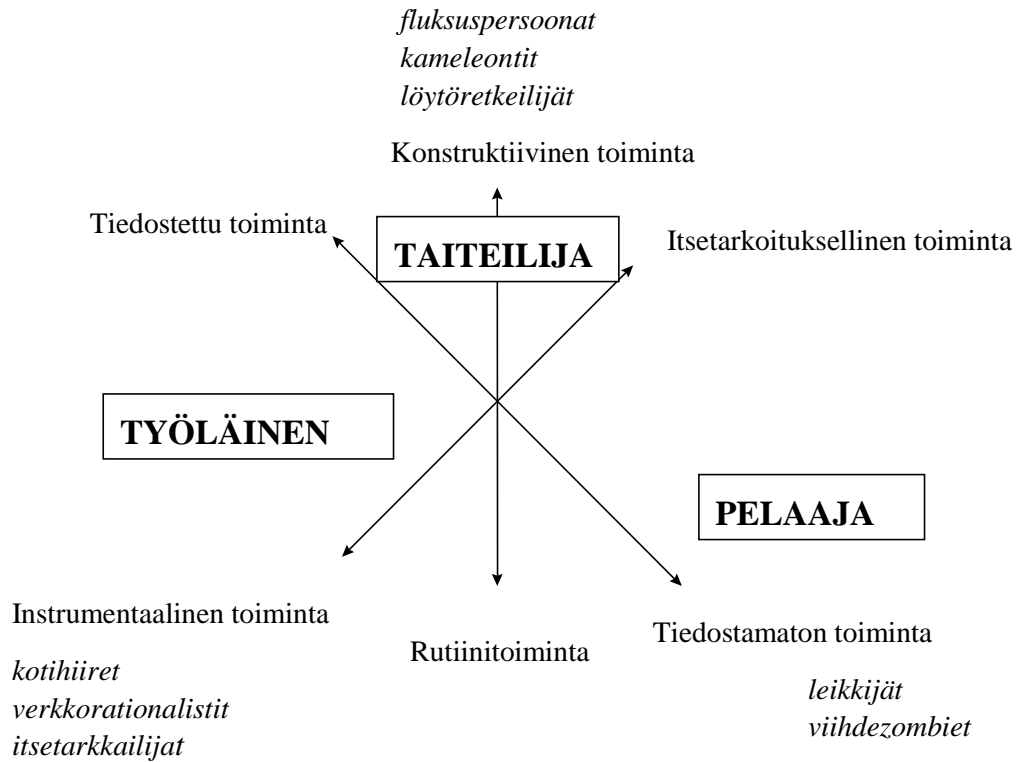 fluksuspersoonat
kameleontit
löytöretkeilijät
Konstruktiivinen toiminta
Tiedostettu toiminta
TAITEILIJA
Itsetarkoituksellinen toiminta
TYÖLÄINEN
PELAAJA
Instrumentaalinen toiminta
Rutiinitoiminta
Tiedostamaton toiminta
kotihiiret
verkkorationalistit
itsetarkkailijat
leikkijät
viihdezombiet